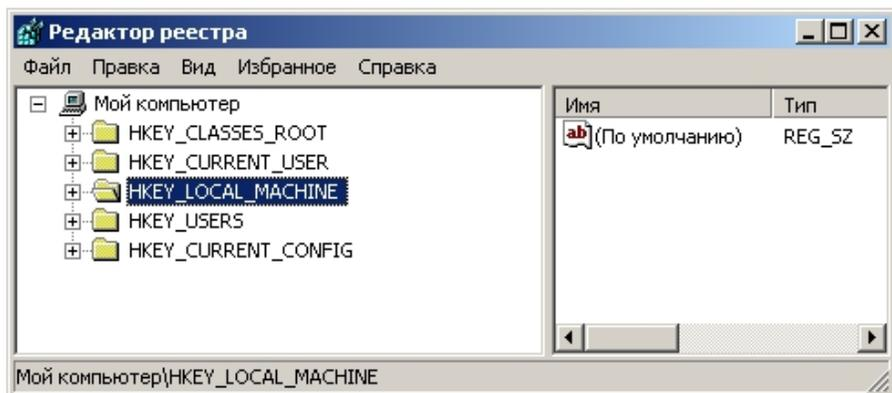 Редактор реестра
Файл Правка Вид Избранное Справка
Мой компьютер
HKEY_CLASSES_ROOT
HKEY_CURRENT_USER
HKEY_LOCAL_MACHINE
HKEY_USERS
HKEY_CURRENT_CONFIG
Имя Тип
ab (По умолчанию) REG_SZ
Мой компьютер\HKEY_LOCAL_MACHINE